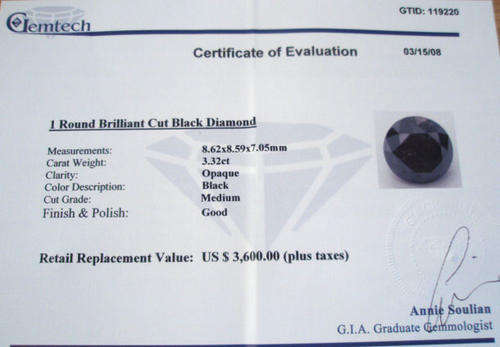 GTID: 119220
Gemtech
Certificate of Evaluation
03/15/08
1 Round Brilliant Cut Black Diamond
Measurements: 8.62x8.59x7.05mm
Carat Weight: 3.32ct
Clarity: Opaque
Color Description: Black
Cut Grade: Medium
Finish & Polish: Good
Retail Replacement Value: US $ 3,600.00 (plus taxes)
Annie Soulian
G.I.A. Graduate Gemmologist